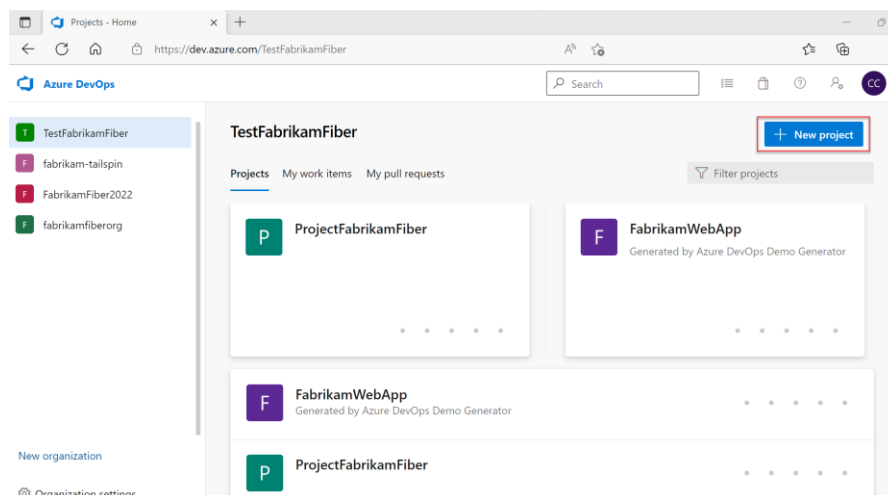 Projects - Home
https://dev.azure.com/TestFabrikamFiber
Azure DevOps
Search
CC
T TestFabrikamFiber
F fabrikam-tailspin
F FabrikamFiber2022
F fabrikamfiberorg
New organization
Organization settings
TestFabrikamFiber
+ New project
Projects My work items My pull requests
Filter projects
P ProjectFabrikamFiber
F FabrikamWebApp
Generated by Azure DevOps Demo Generator
F FabrikamWebApp
Generated by Azure DevOps Demo Generator
P ProjectFabrikamFiber